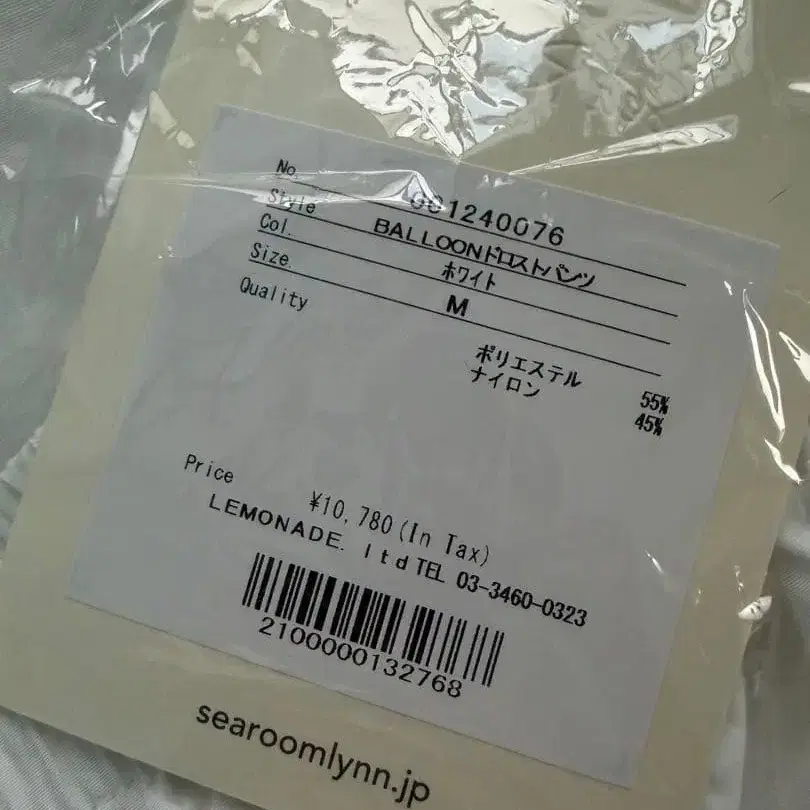 No. 001240076
Style BALLOONドロストパンツ
Col. ホワイト
Size. M
Quality
ポリエステル 55%
ナイロン 45%
Price ¥10,780(In Tax)
LEMONADE. ltd TEL 03-3460-0323
2100000132768
searoomlynn.jp